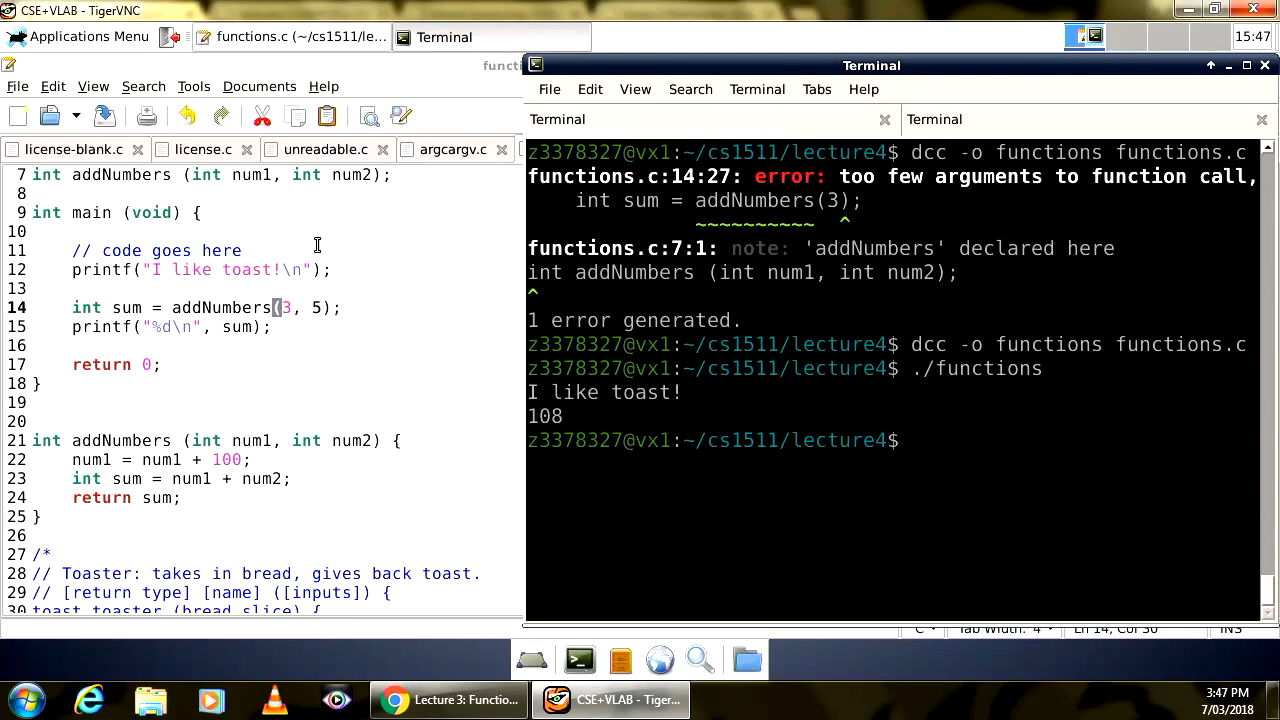 CSE+VLAB - TigerVNC
Applications Menu
functions.c (~/cs1511/le...
Terminal
15:47
functi
File Edit View Search Tools Documents Help
license-blank.c
license.c
unreadable.c
argcargv.c
7 int addNumbers (int num1, int num2);
8
9 int main (void) {
10
11 // code goes here
12 printf("I like toast!\n");
13
14 int sum = addNumbers(3, 5);
15 printf("%d\n", sum);
16
17 return 0;
18 }
19
20
21 int addNumbers (int num1, int num2) {
22 num1 = num1 + 100;
23 int sum = num1 + num2;
24 return sum;
25 }
26
27 /*
28 // Toaster: takes in bread, gives back toast.
29 // [return type] [name] ([inputs]) {
30 toast toaster (bread slice) {
Terminal
File Edit View Search Terminal Tabs Help
Terminal
Terminal
z3378327@vx1:~/cs1511/lecture4$ dcc -o functions functions.c
functions.c:14:27: error: too few arguments to function call,
int sum = addNumbers(3);
~~~~~~~~~~ ^
functions.c:7:1: note: 'addNumbers' declared here
int addNumbers (int num1, int num2);
^
1 error generated.
z3378327@vx1:~/cs1511/lecture4$ dcc -o functions functions.c
z3378327@vx1:~/cs1511/lecture4$ ./functions
I like toast!
108
z3378327@vx1:~/cs1511/lecture4$
C Tab Width: 4 Ln 14, Col 30 INS
Lecture 3: Functio...
CSE+VLAB - Tiger...
3:47 PM
7/03/2018